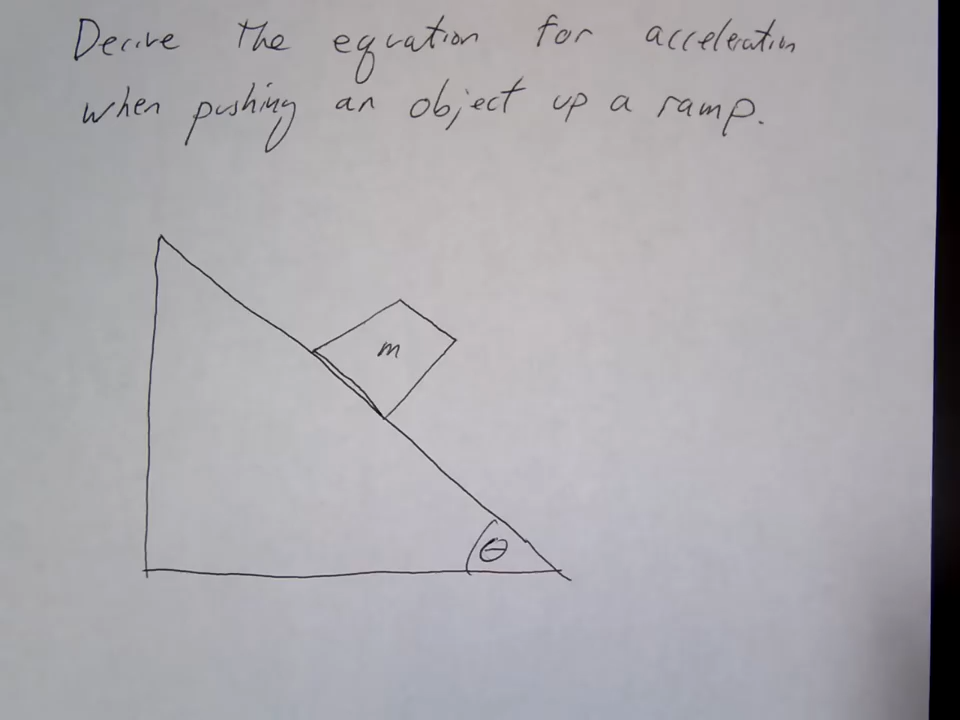 Derive the equation for acceleration
when pushing an object up a ramp.
m
θ